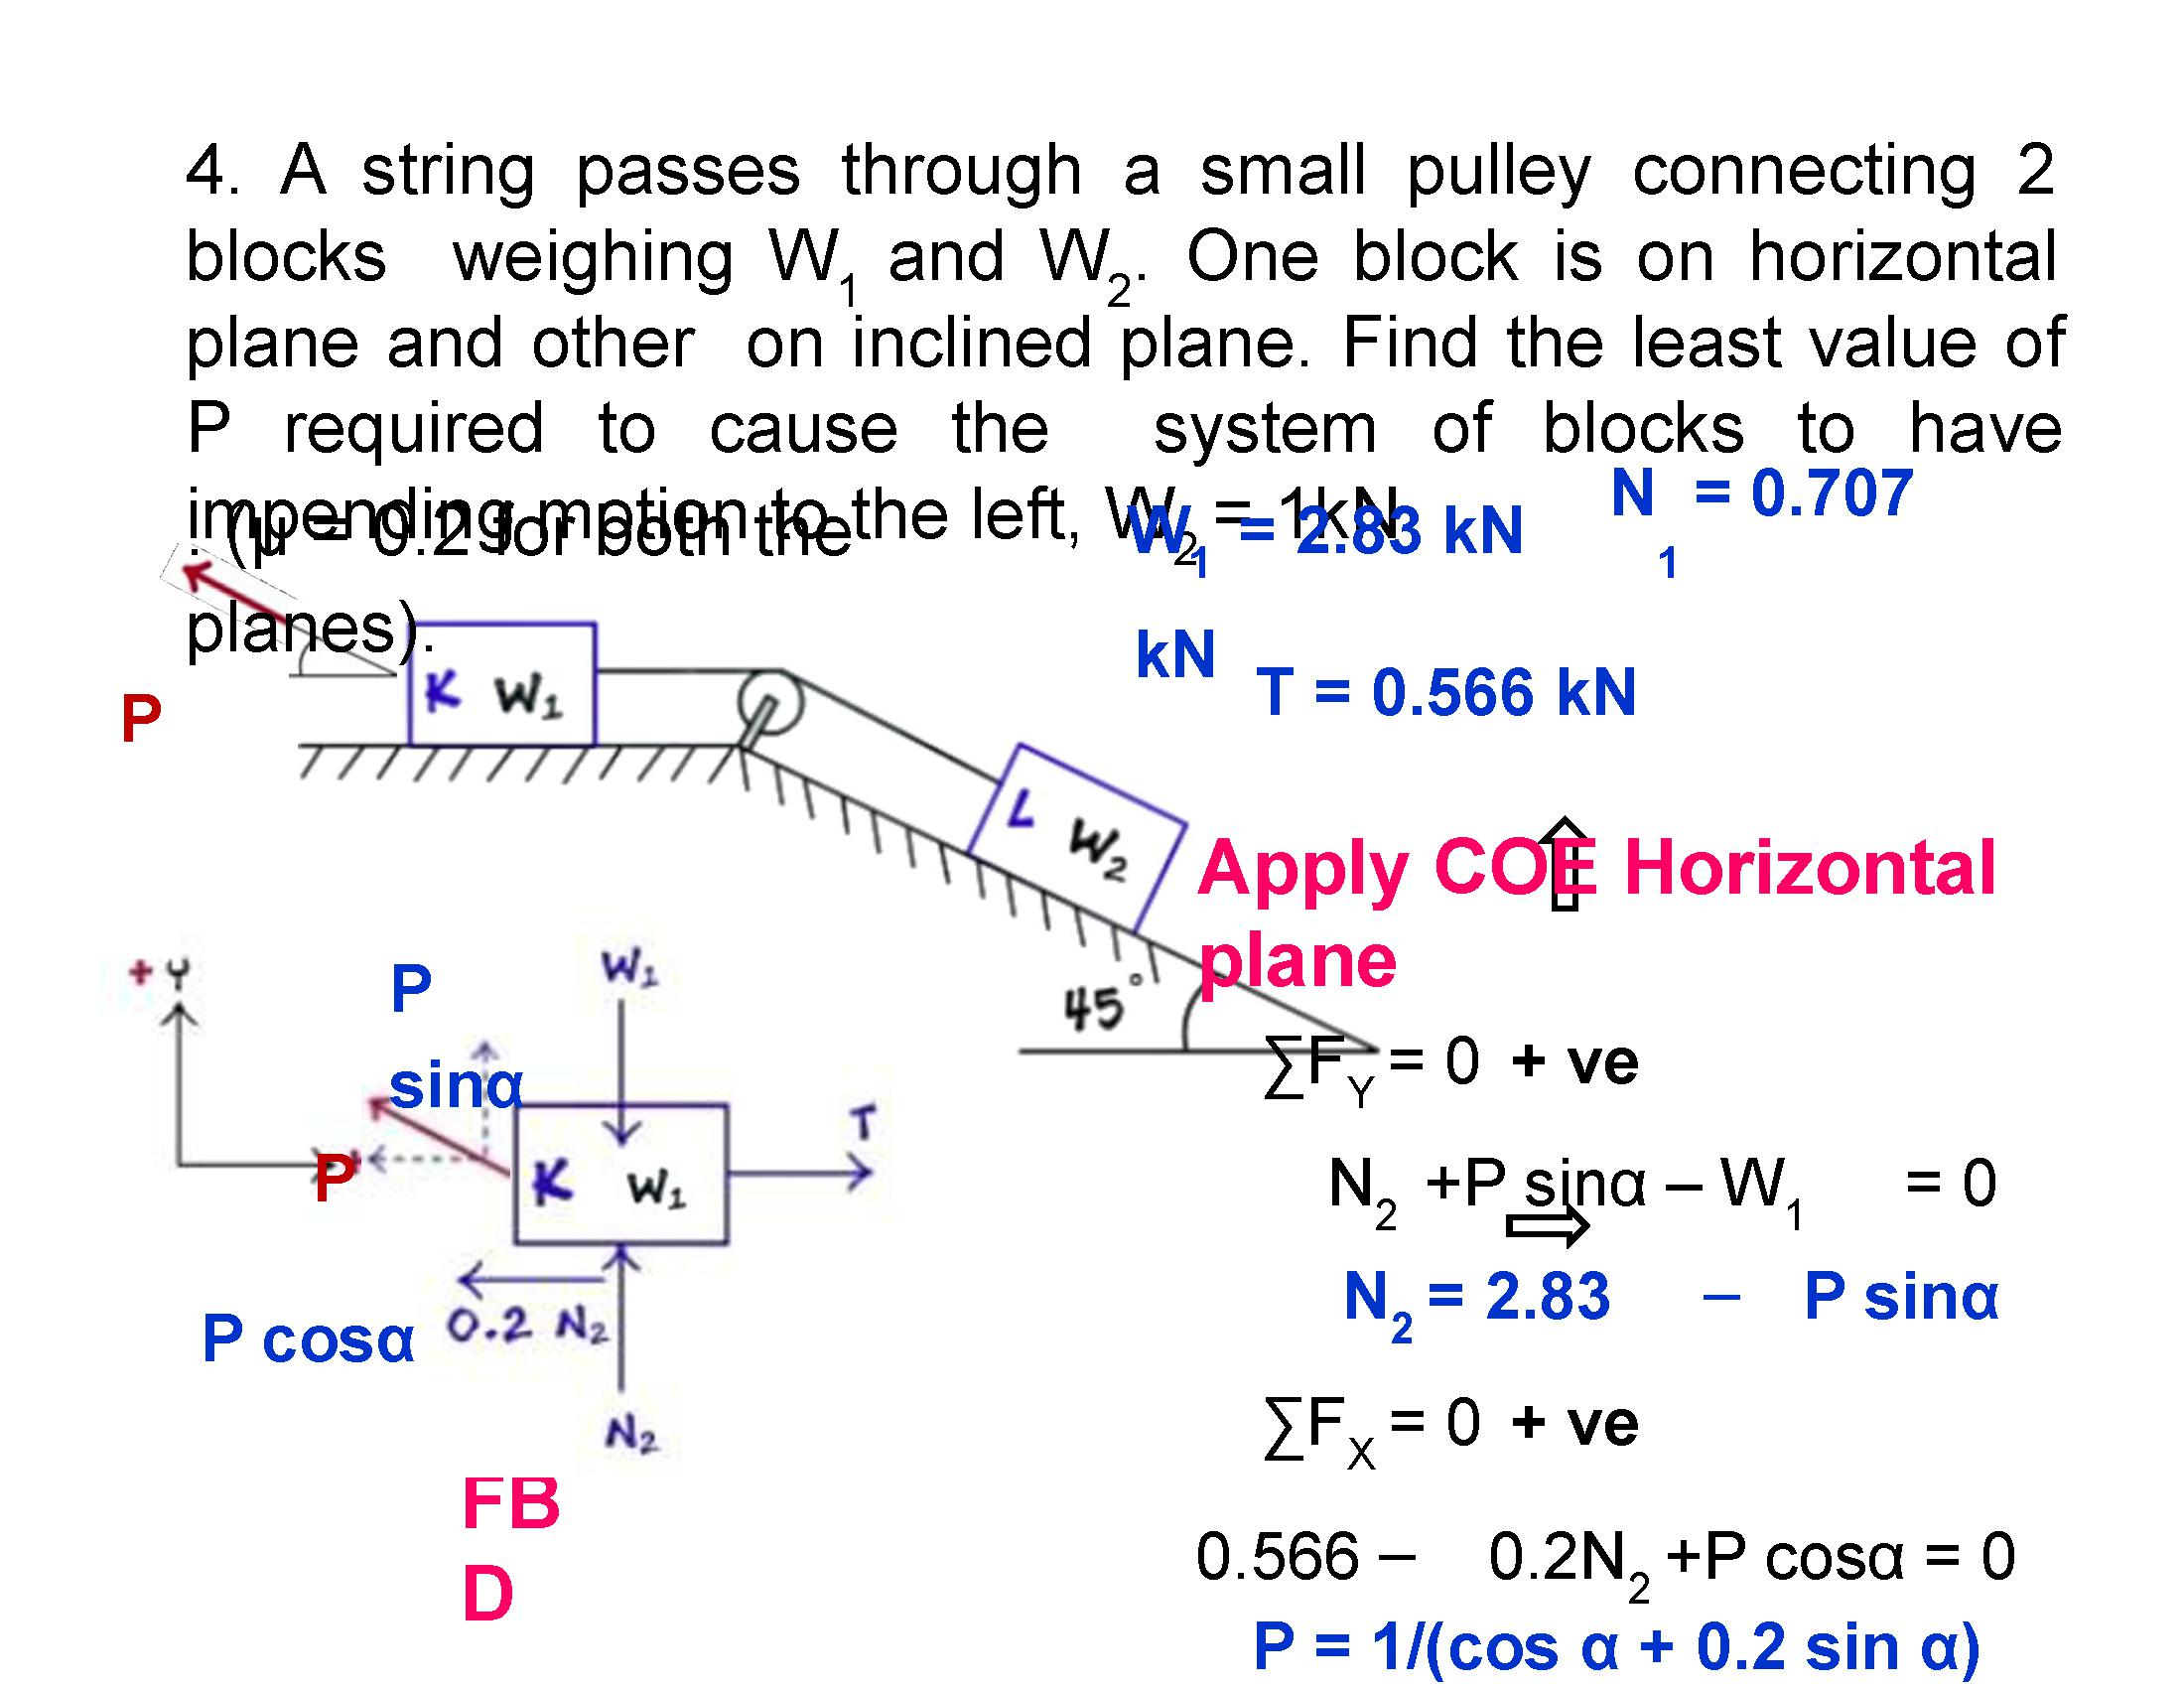 4. A string passes through a small pulley connecting 2
blocks weighing W1 and W2. One block is on horizontal
plane and other on inclined plane. Find the least value of
P required to cause the system of blocks to have
impending motion to the left, W2 = 1kN
. (μ = 0.2 for both the
planes).
W1 = 2.83 kN
N1 = 0.707
kN
T = 0.566 kN
P
K W1
L W2
45°
Apply COE Horizontal
plane
+ Y
P
sinα
W1
T
P
K W1
P cosα
0.2 N2
N2
FB
D
∑FY = 0 + ve
N2 +P sinα – W1 = 0
N2 = 2.83 – P sinα
∑FX = 0 + ve
0.566 – 0.2N2 +P cosα = 0
P = 1/(cos α + 0.2 sin α)